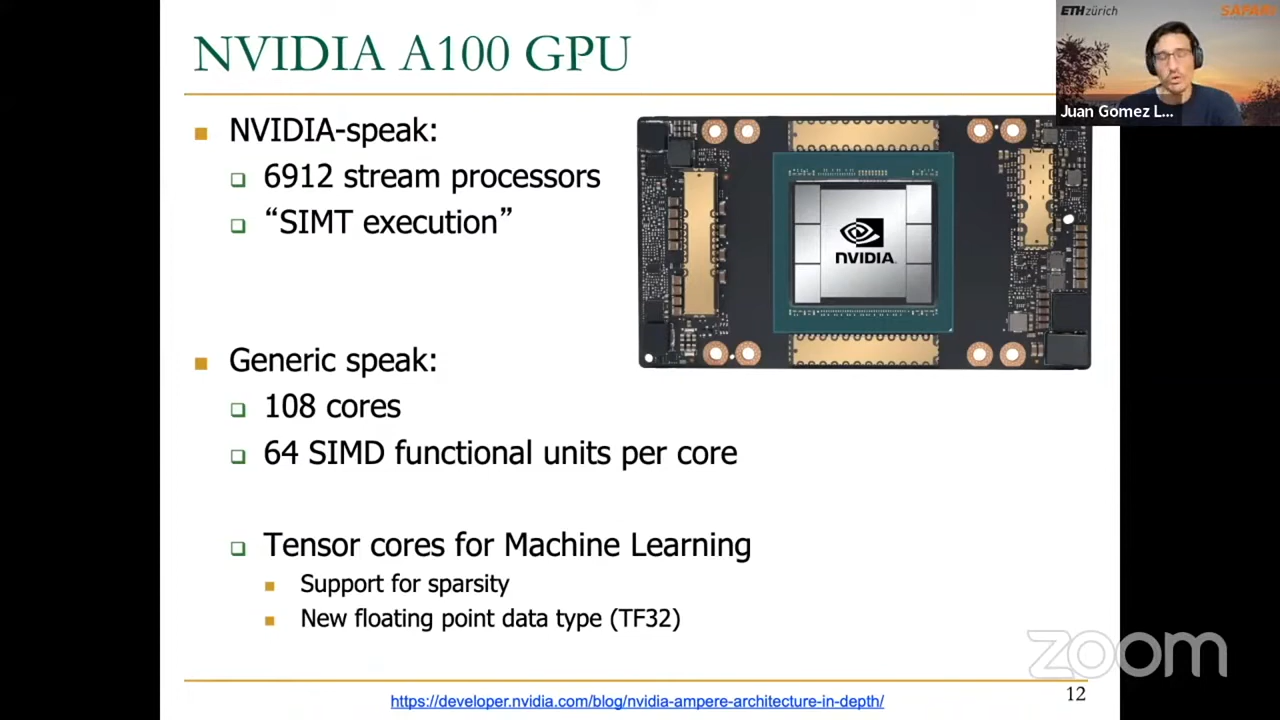 NVIDIA A100 GPU
ETH zürich
SAFARI
Juan Gomez L...
NVIDIA-speak:
6912 stream processors
“SIMT execution”
NVIDIA.
Generic speak:
108 cores
64 SIMD functional units per core
Tensor cores for Machine Learning
Support for sparsity
New floating point data type (TF32)
zoom
https://developer.nvidia.com/blog/nvidia-ampere-architecture-in-depth/
12